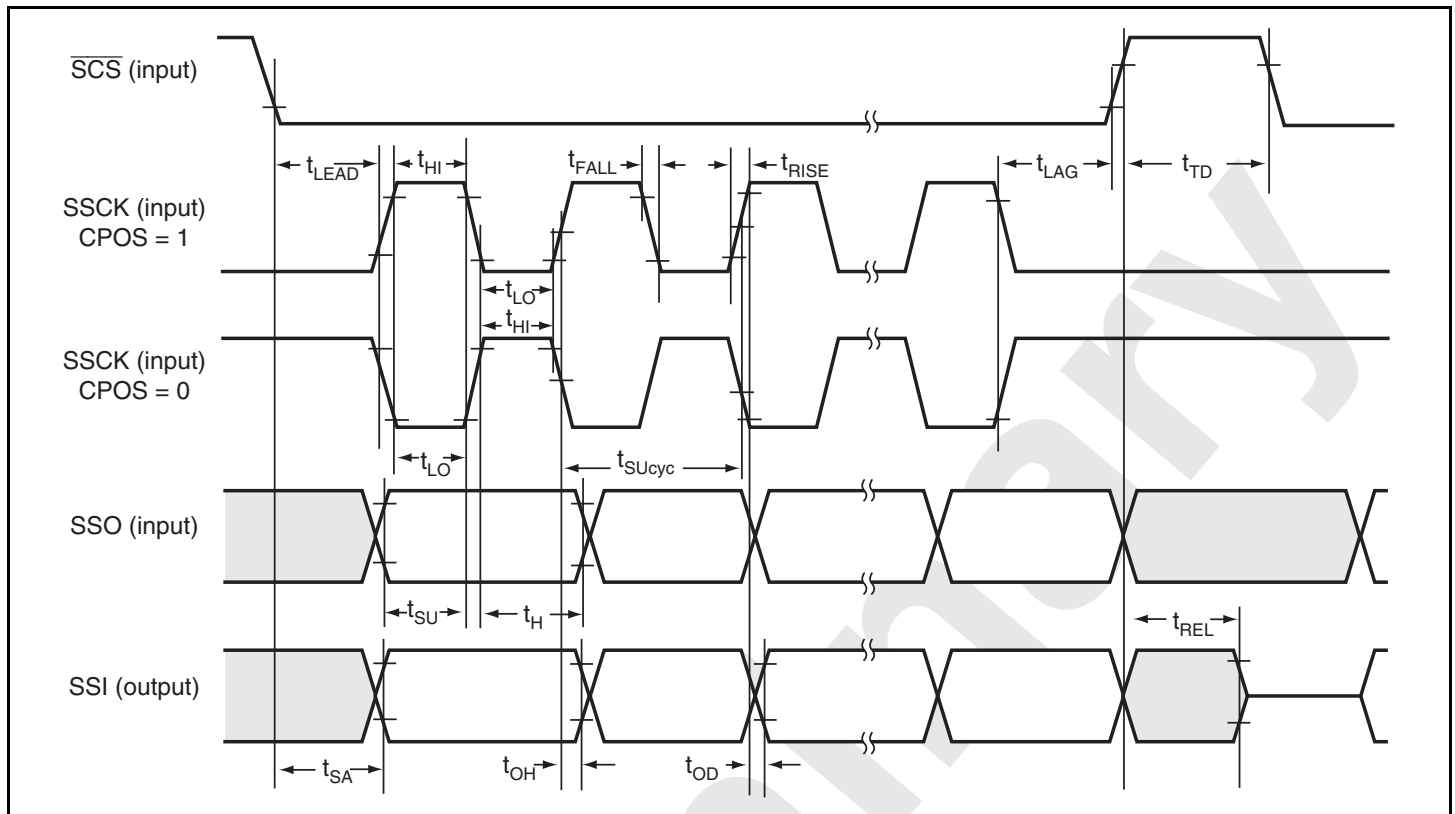 SCS (input)
tLEAD tHI tFALL tRISE tLAG tTD
SSCK (input)
CPOS = 1
tLO
tHI
SSCK (input)
CPOS = 0
tLO tSUcyc
SSO (input)
tSU tH tREL
SSI (output)
tSA tOH tOD